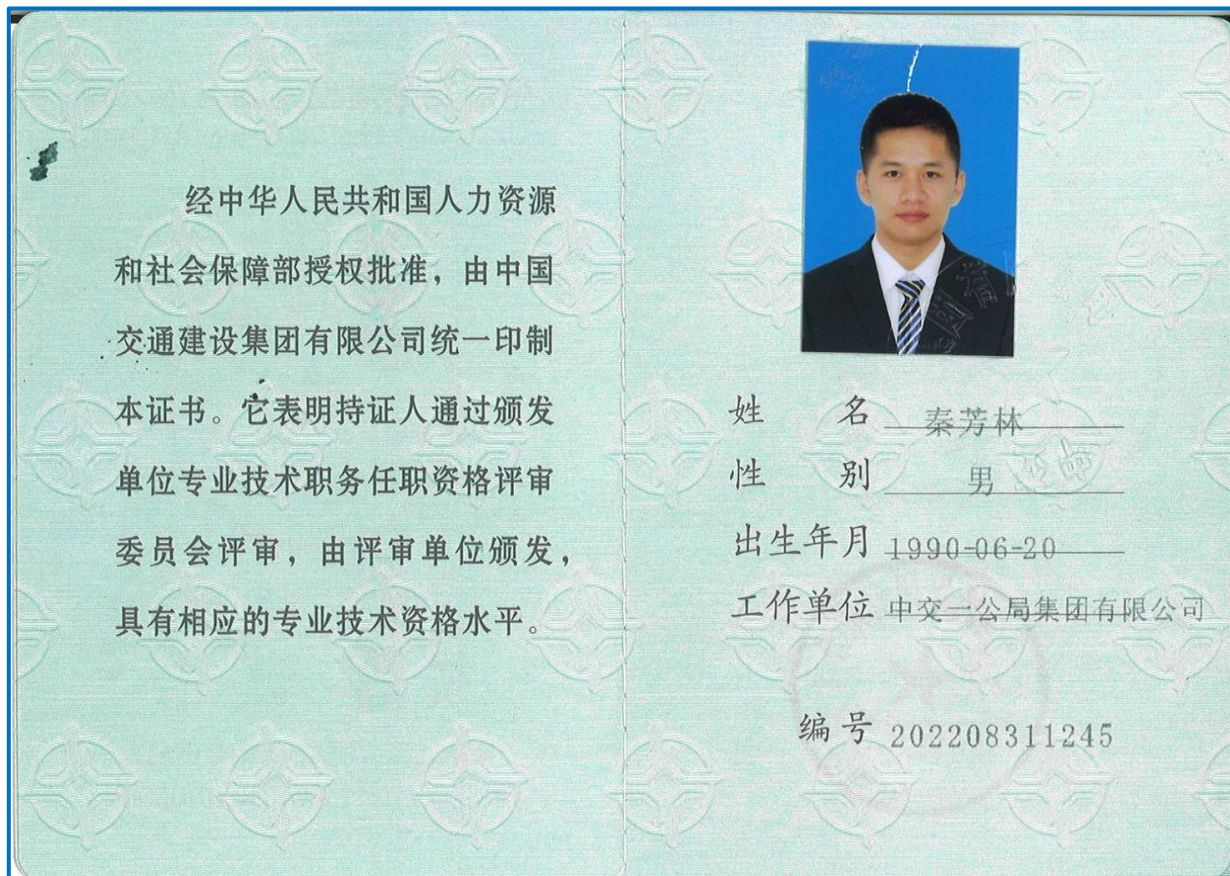 经中华人民共和国人力资源
和社会保障部授权批准，由中国
交通建设集团有限公司统一印制
本证书。它表明持证人通过颁发
单位专业技术职务任职资格评审
委员会评审，由评审单位颁发，
具有相应的专业技术资格水平。
姓 名 秦芳林
性 别 男
出生年月 1990-06-20
工作单位 中交一公局集团有限公司
编号 202208311245